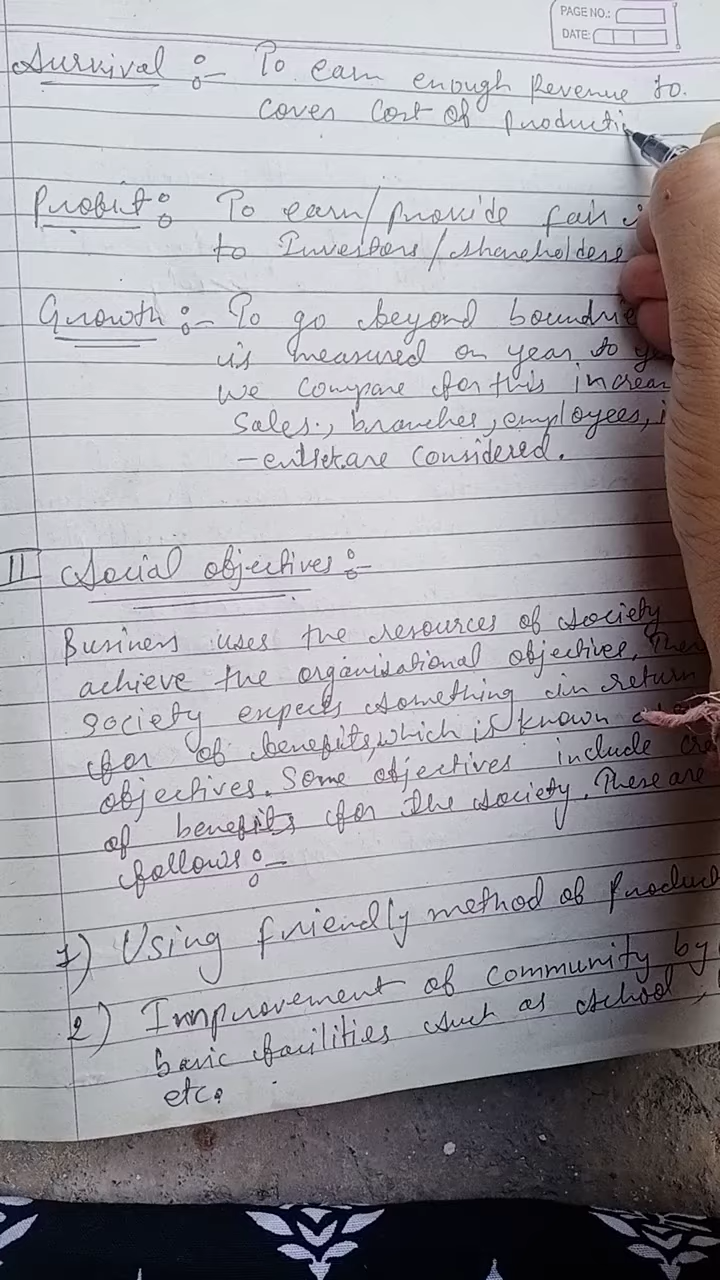 PAGE NO.:
DATE:
Survival :- To earn enough Revenue to.
cover Cost of Producti
Profit: To earn/provide fair
to Investors/shareholders
Growth :- To go beyond boundrie
is measured on year to ye
we compare for this increa
Sales., branches, employees,
considered.
II Social objectives :-
Business uses the resources of society
achieve the organisational objectives. The
society expects something in return
for of benefits, which is known
objectives. Some objectives include cre
of benefits for the society. These are
follows :-
1) Using friendly method of Produc
2) Improvement of community by
basic facilities such as school,
etc.